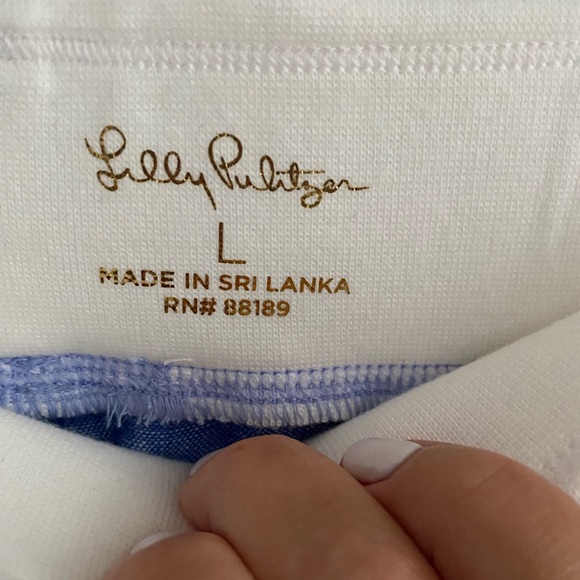 Lilly Pulitzer
L
MADE IN SRI LANKA
RN# 88189